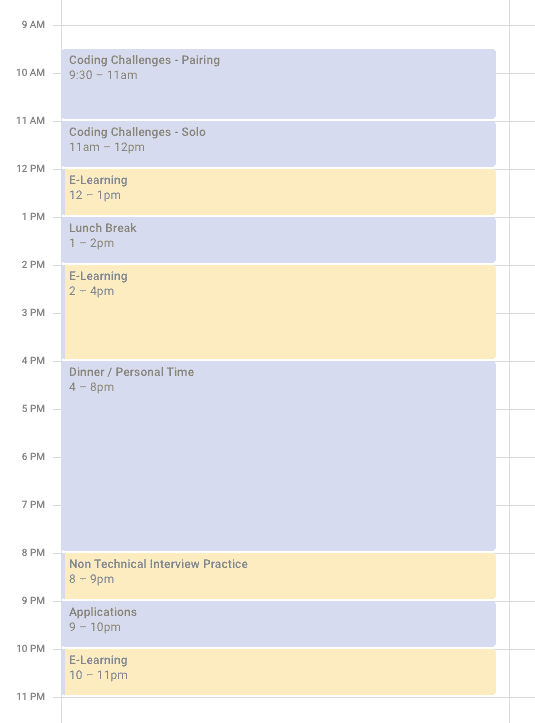 9 AM
Coding Challenges - Pairing
9:30 – 11am
10 AM
11 AM
Coding Challenges - Solo
11am – 12pm
12 PM
E-Learning
12 – 1pm
1 PM
Lunch Break
1 – 2pm
2 PM
E-Learning
2 – 4pm
3 PM
4 PM
Dinner / Personal Time
4 – 8pm
5 PM
6 PM
7 PM
8 PM
Non Technical Interview Practice
8 – 9pm
9 PM
Applications
9 – 10pm
10 PM
E-Learning
10 – 11pm
11 PM